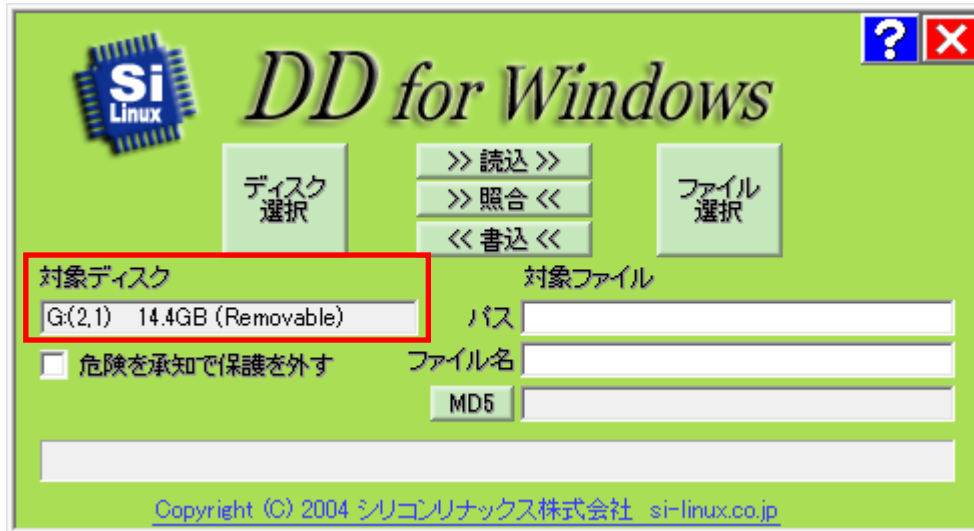 Si
Linux
DD for Windows
?
ディスク
選択
>> 読込 >>
>> 照合 <<
<< 書込 <<
ファイル
選択
対象ディスク
G:(2,1) 14.4GB (Removable)
危険を承知で保護を外す
対象ファイル
パス
ファイル名
MD5
Copyright (C) 2004 シリコンリナックス株式会社 si-linux.co.jp